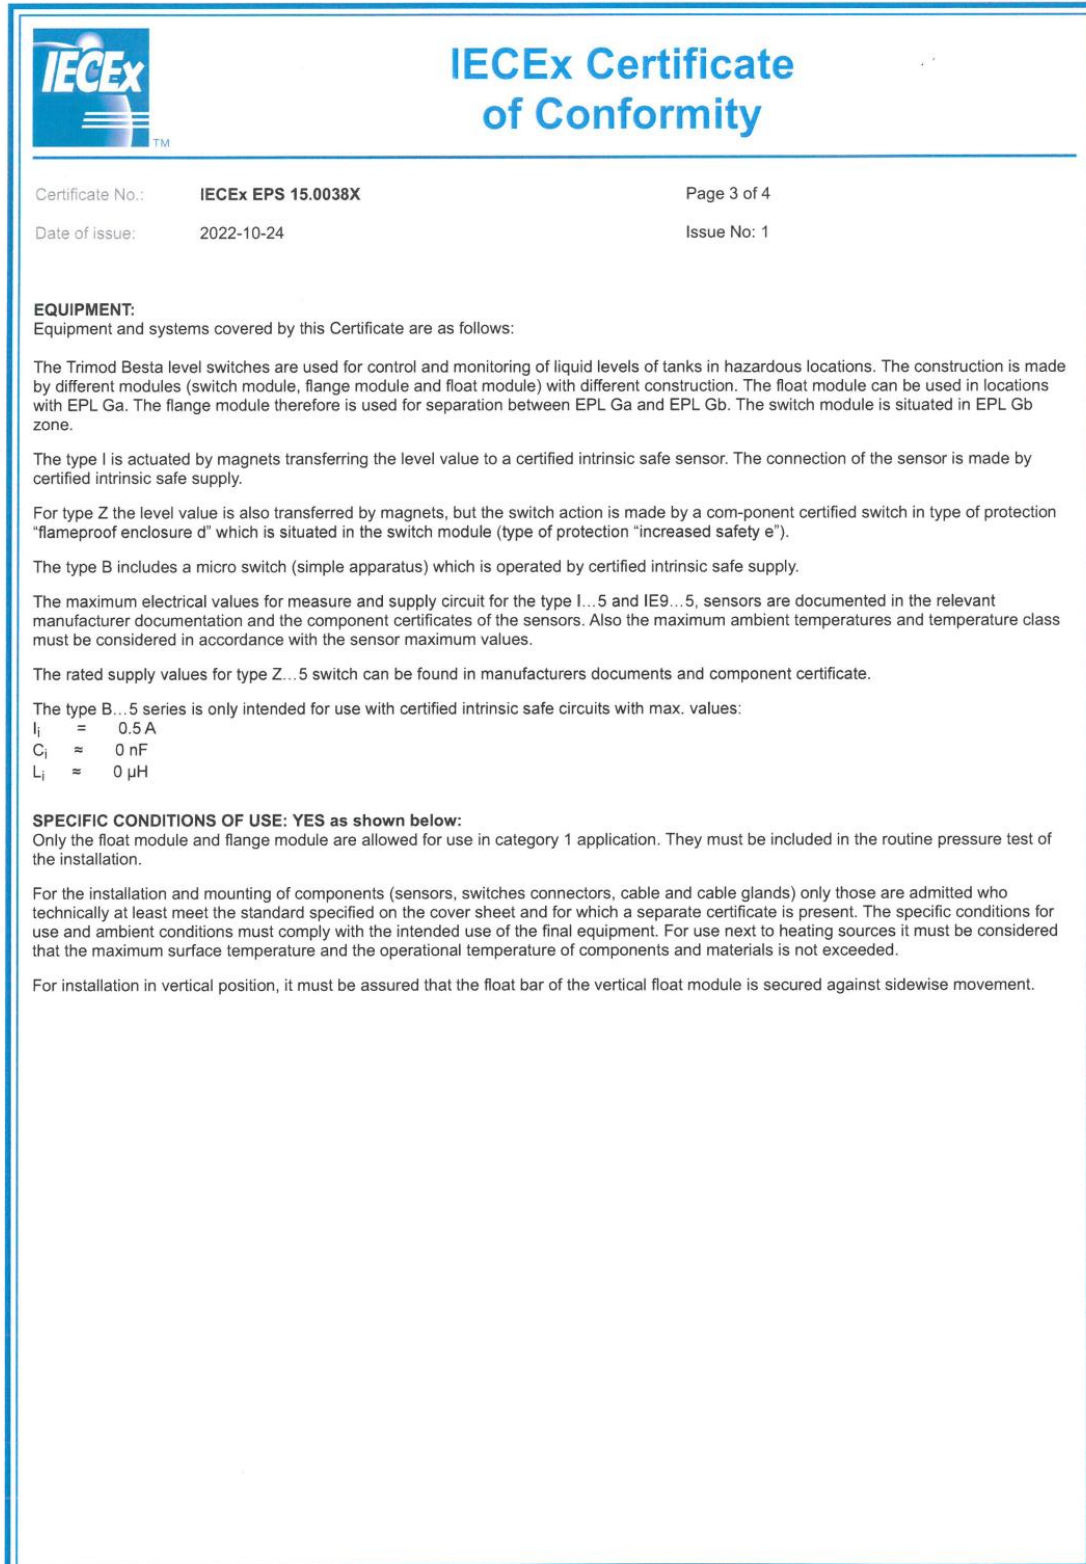 IECEx
TM
IECEx Certificate
of Conformity
Certificate No.: IECEx EPS 15.0038X Page 3 of 4
Date of issue: 2022-10-24 Issue No: 1
EQUIPMENT:
Equipment and systems covered by this Certificate are as follows:
The Trimod Besta level switches are used for control and monitoring of liquid levels of tanks in hazardous locations. The construction is made
by different modules (switch module, flange module and float module) with different construction. The float module can be used in locations
with EPL Ga. The flange module therefore is used for separation between EPL Ga and EPL Gb. The switch module is situated in EPL Gb
zone.
The type I is actuated by magnets transferring the level value to a certified intrinsic safe sensor. The connection of the sensor is made by
certified intrinsic safe supply.
For type Z the level value is also transferred by magnets, but the switch action is made by a com-ponent certified switch in type of protection
“flameproof enclosure d” which is situated in the switch module (type of protection “increased safety e”).
The type B includes a micro switch (simple apparatus) which is operated by certified intrinsic safe supply.
The maximum electrical values for measure and supply circuit for the type I…5 and IE9…5, sensors are documented in the relevant
manufacturer documentation and the component certificates of the sensors. Also the maximum ambient temperatures and temperature class
must be considered in accordance with the sensor maximum values.
The rated supply values for type Z…5 switch can be found in manufacturers documents and component certificate.
The type B…5 series is only intended for use with certified intrinsic safe circuits with max. values:
Ii = 0.5 A
Ci ≈ 0 nF
Li ≈ 0 µH
SPECIFIC CONDITIONS OF USE: YES as shown below:
Only the float module and flange module are allowed for use in category 1 application. They must be included in the routine pressure test of
the installation.
For the installation and mounting of components (sensors, switches connectors, cable and cable glands) only those are admitted who
technically at least meet the standard specified on the cover sheet and for which a separate certificate is present. The specific conditions for
use and ambient conditions must comply with the intended use of the final equipment. For use next to heating sources it must be considered
that the maximum surface temperature and the operational temperature of components and materials is not exceeded.
For installation in vertical position, it must be assured that the float bar of the vertical float module is secured against sidewise movement.